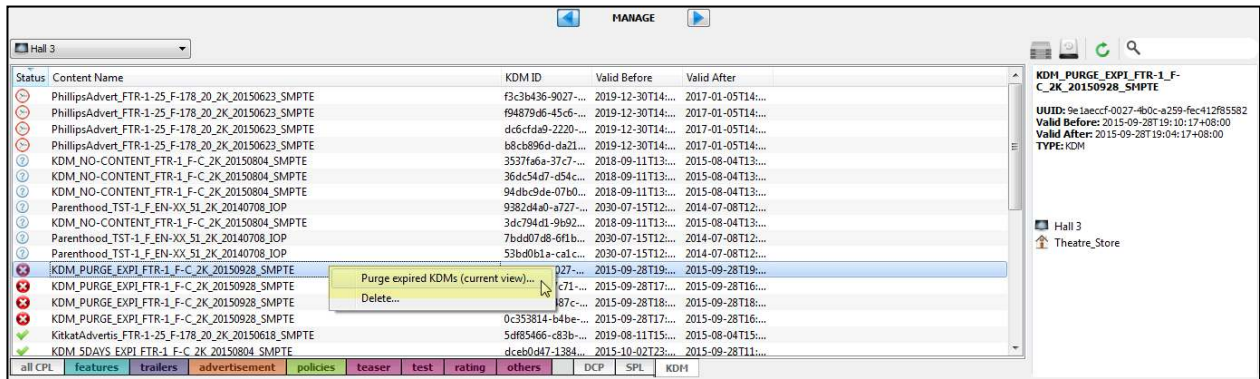 MANAGE
Hall 3
Status Content Name KDM ID Valid Before Valid After
PhillipsAdvert_FTR-1-25_F-178_20_2K_20150623_SMPTE f3c3b436-9027-... 2019-12-30T14:... 2017-01-05T14:...
PhillipsAdvert_FTR-1-25_F-178_20_2K_20150623_SMPTE f94879d6-45c6-... 2019-12-30T14:... 2017-01-05T14:...
PhillipsAdvert_FTR-1-25_F-178_20_2K_20150623_SMPTE dc6cfda9-2220-... 2019-12-30T14:... 2017-01-05T14:...
PhillipsAdvert_FTR-1-25_F-178_20_2K_20150623_SMPTE b8cb896d-da21... 2019-12-30T14:... 2017-01-05T14:...
KDM_NO-CONTENT_FTR-1_F-C_2K_20150804_SMPTE 3537fa6a-37c7-... 2018-09-11T13:... 2015-08-04T13:...
KDM_NO-CONTENT_FTR-1_F-C_2K_20150804_SMPTE 36dc54d7-d54c... 2018-09-11T13:... 2015-08-04T13:...
KDM_NO-CONTENT_FTR-1_F-C_2K_20150804_SMPTE 94dbc9de-07b0... 2018-09-11T13:... 2015-08-04T13:...
Parenthood_TST-1_F_EN-XX_51_2K_20140708_IOP 9382d4a0-a727-... 2030-07-15T12:... 2014-07-08T12:...
KDM_NO-CONTENT_FTR-1_F-C_2K_20150804_SMPTE 3dc794d1-9b92... 2018-09-11T13:... 2015-08-04T13:...
Parenthood_TST-1_F_EN-XX_51_2K_20140708_IOP 7bdd07d8-6f1b... 2030-07-15T12:... 2014-07-08T12:...
Parenthood_TST-1_F_EN-XX_51_2K_20140708_IOP 53bd0b1a-ca1c... 2030-07-15T12:... 2014-07-08T12:...
KDM_PURGE_EXPI_FTR-1_F-C_2K_20150928_SMPTE 027-... 2015-09-28T19:... 2015-09-28T19:...
KDM_PURGE_EXPI_FTR-1_F-C_2K_20150928_SMPTE c71-... 2015-09-28T17:... 2015-09-28T16:...
KDM_PURGE_EXPI_FTR-1_F-C_2K_20150928_SMPTE 87c-... 2015-09-28T18:... 2015-09-28T18:...
KDM_PURGE_EXPI_FTR-1_F-C_2K_20150928_SMPTE 0c353814-b4be-... 2015-09-28T17:... 2015-09-28T16:...
KitkatAdvertis_FTR-1-25_F-178_20_2K_20150618_SMPTE 5df85466-c83b-... 2019-08-11T15:... 2015-08-04T15:...
KDM_5DAYS_EXPI_FTR-1_F-C_2K_20150804_SMPTE dceb0d47-1384... 2015-10-02T23:... 2015-09-28T11:...
Purge expired KDMs (current view)...
Delete...
all CPL features trailers advertisement policies teaser test rating others DCP SPL KDM
KDM_PURGE_EXPI_FTR-1_F-
C_2K_20150928_SMPTE
UUID: 9e1aeccf-0027-4b0c-a259-fec412f85582
Valid Before: 2015-09-28T19:10:17+08:00
Valid After: 2015-09-28T19:04:17+08:00
TYPE: KDM
Hall 3
Theatre_Store